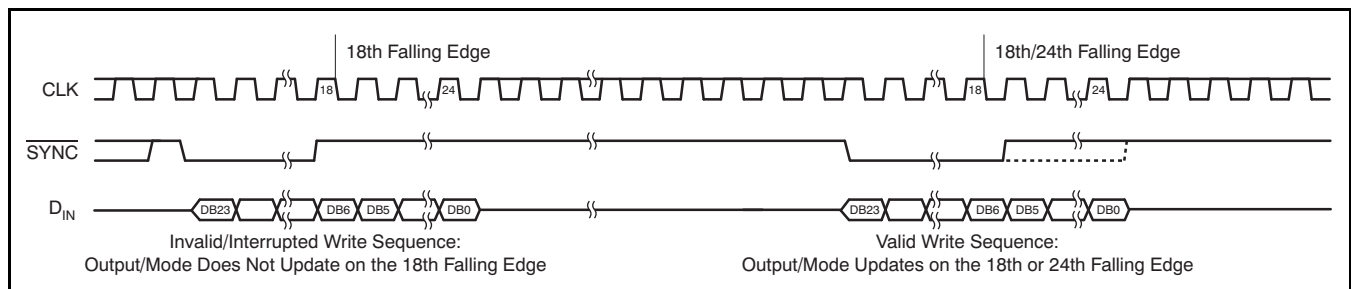 18th Falling Edge
18th/24th Falling Edge
CLK
18
24
18
24
SYNC
DIN
DB23
DB6
DB5
DB0
DB23
DB6
DB5
DB0
Invalid/Interrupted Write Sequence:
Output/Mode Does Not Update on the 18th Falling Edge
Valid Write Sequence:
Output/Mode Updates on the 18th or 24th Falling Edge